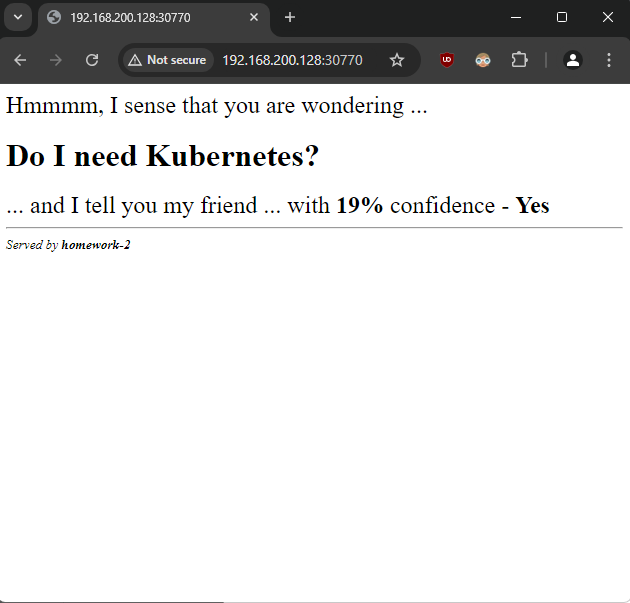 192.168.200.128:30770
Not secure 192.168.200.128:30770
Hmmmm, I sense that you are wondering ...
Do I need Kubernetes?
... and I tell you my friend ... with 19% confidence - Yes
Served by homework-2